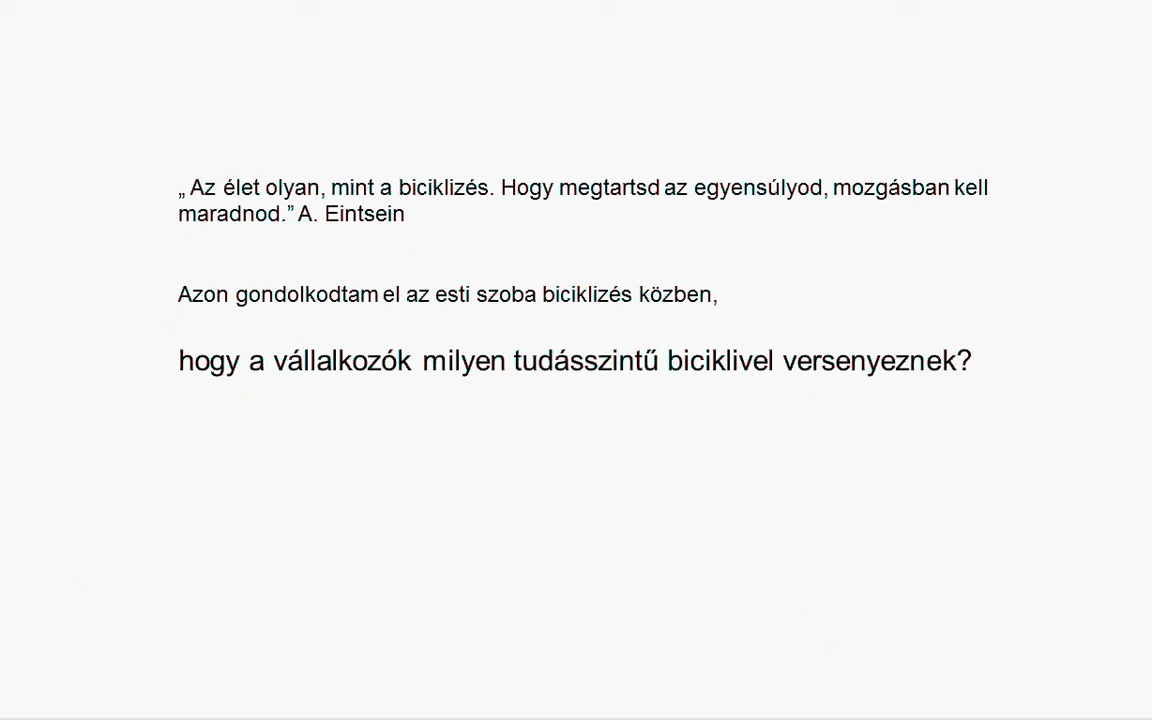 „ Az élet olyan, mint a biciklizés. Hogy megtartsd az egyensúlyod, mozgásban kell
maradnod.” A. Eintsein
Azon gondolkodtam el az esti szoba biciklizés közben,
hogy a vállalkozók milyen tudásszintű biciklivel versenyeznek?